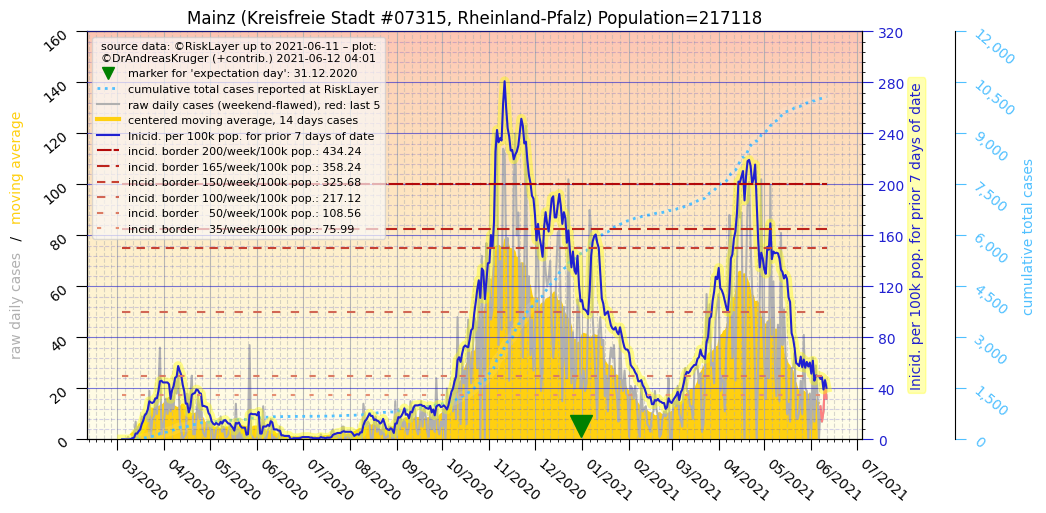 Mainz (Kreisfreie Stadt #07315, Rheinland-Pfalz) Population=217118
source data: ©RiskLayer up to 2021-06-11 – plot:
©DrAndreasKruger (+contrib.) 2021-06-12 04:01
marker for 'expectation day': 31.12.2020
cumulative total cases reported at RiskLayer
raw daily cases (weekend-flawed), red: last 5
centered moving average, 14 days cases
Inicid. per 100k pop. for prior 7 days of date
incid. border 200/week/100k pop.: 434.24
incid. border 165/week/100k pop.: 358.24
incid. border 150/week/100k pop.: 325.68
incid. border 100/week/100k pop.: 217.12
incid. border   50/week/100k pop.: 108.56
incid. border   35/week/100k pop.: 75.99
raw daily cases / moving average
160
140
120
100
80
60
40
20
0
320
280
240
200
160
120
80
40
0
Inicid. per 100k pop. for prior 7 days of date
12,000
10,500
9,000
7,500
6,000
4,500
3,000
1,500
0
cumulative total cases
03/2020
04/2020
05/2020
06/2020
07/2020
08/2020
09/2020
10/2020
11/2020
12/2020
01/2021
02/2021
03/2021
04/2021
05/2021
06/2021
07/2021